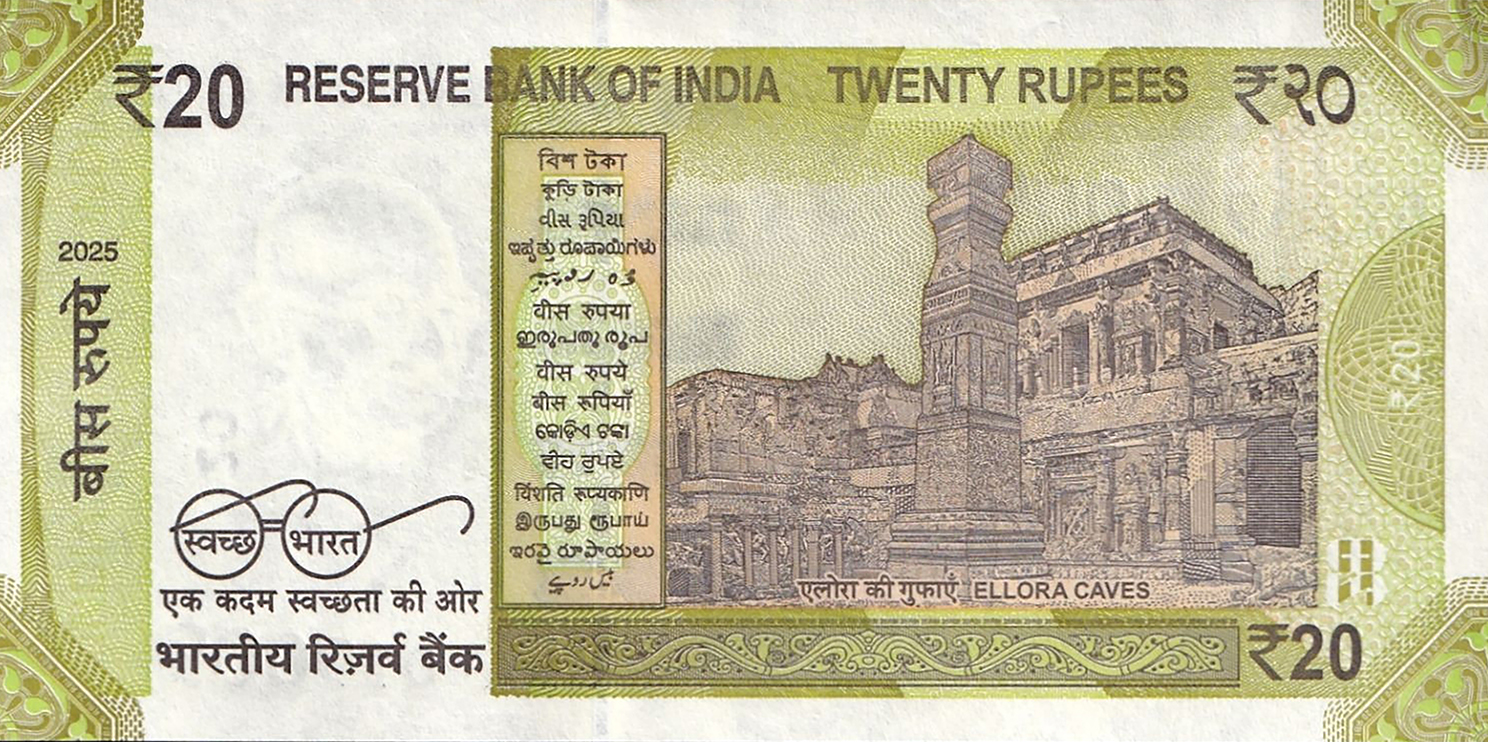 ₹20 RESERVE BANK OF INDIA TWENTY RUPEES ₹२०
2025
बीस रुपये
বিশ টকা
কুড়ি টাকা
વીસ રૂપિયા
ಇಪ್ಪತ್ತು ರೂಪಾಯಿಗಳು
वीस रुपया
ഇരുപതു രൂപ
वीस रुपये
बीस रूपियाँ
କୋଡ଼ିଏ ଟଙ୍କା
ਵੀਹ ਰੁਪਏ
विंशति रूप्यकाणि
இருபது ரூபாய்
ఇరవై రూపాయలు
بیس روپے
₹20
स्वच्छ भारत
एक कदम स्वच्छता की ओर
भारतीय रिज़र्व बैंक
एलोरा की गुफाएँ ELLORA CAVES
₹20